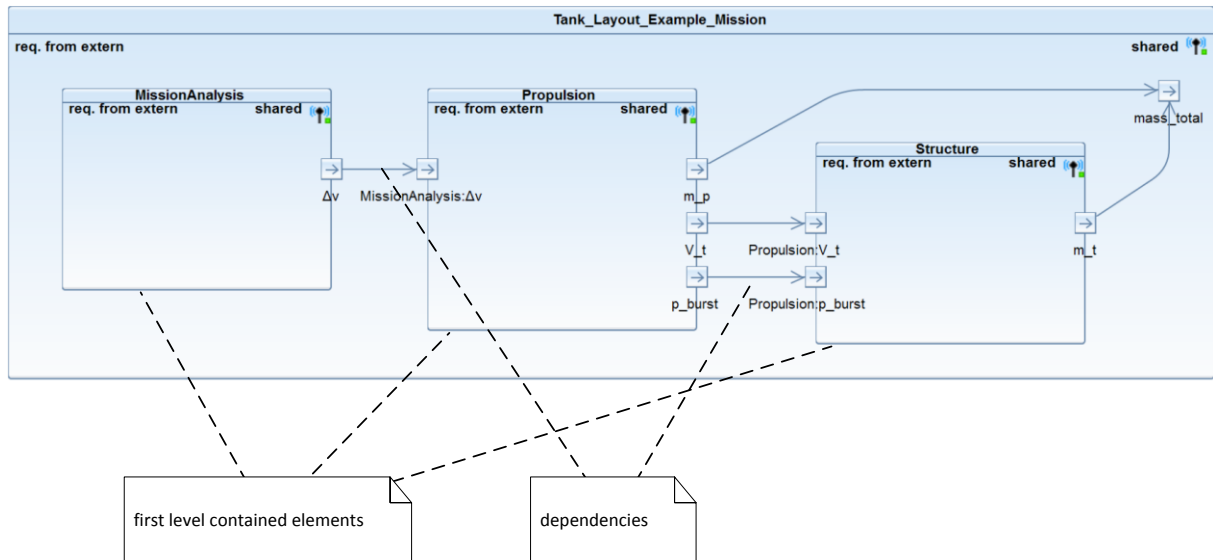 Tank_Layout_Example_Mission
req. from extern
shared
MissionAnalysis
req. from extern shared
Δv
Propulsion
req. from extern shared
MissionAnalysis:Δv
m_p
V_t
p_burst
Structure
req. from extern shared
Propulsion:V_t
Propulsion:p_burst
m_t
mass_total
first level contained elements
dependencies